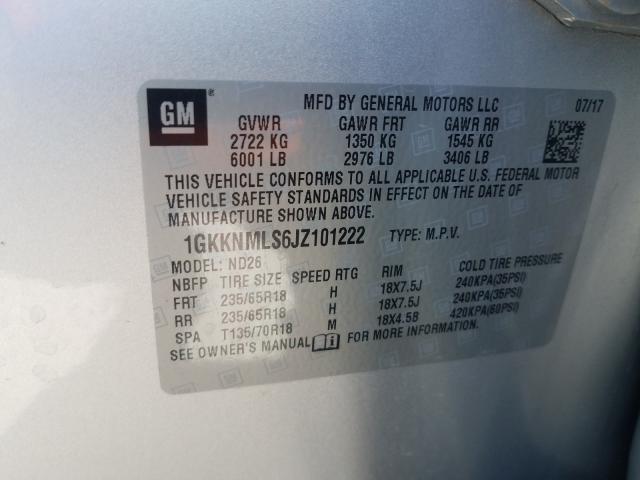 GM ®
MFD BY GENERAL MOTORS LLC 07/17
GVWR GAWR FRT GAWR RR
2722 KG 1350 KG 1545 KG
6001 LB 2976 LB 3406 LB
THIS VEHICLE CONFORMS TO ALL APPLICABLE U.S. FEDERAL MOTOR
VEHICLE SAFETY STANDARDS IN EFFECT ON THE DATE OF
MANUFACTURE SHOWN ABOVE.
1GKKNMLS6JZ101222 TYPE: M.P.V.
MODEL: ND26
NBFP TIRE SIZE SPEED RTG RIM COLD TIRE PRESSURE
FRT 235/65R18 H 18X7.5J 240KPA(35PSI)
RR 235/65R18 H 18X7.5J 240KPA(35PSI)
SPA T135/70R18 M 18X4.5B 420KPA(60PSI)
SEE OWNER'S MANUAL FOR MORE INFORMATION.